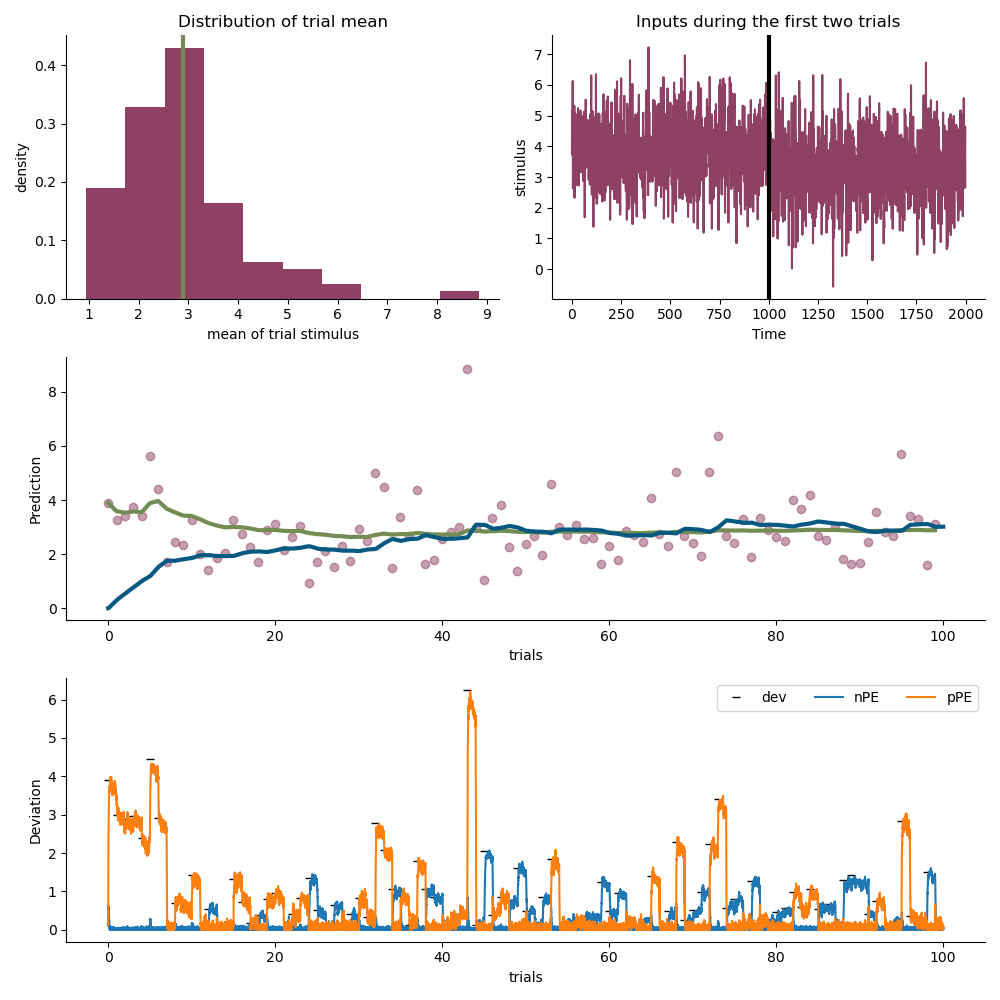 Distribution of trial mean
density
0.4
0.3
0.2
0.1
0.0
1 2 3 4 5 6 7 8 9
mean of trial stimulus
Inputs during the first two trials
stimulus
7
6
5
4
3
2
1
0
0 250 500 750 1000 1250 1500 1750 2000
Time
Prediction
8
6
4
2
0
0 20 40 60 80 100
trials
Deviation
6
5
4
3
2
1
0
dev nPE pPE
0 20 40 60 80 100
trials